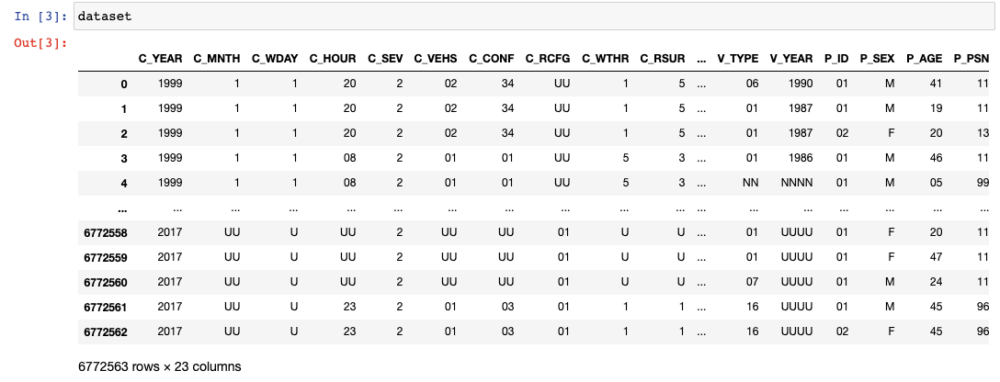 In [3]: dataset
Out[3]:
C_YEAR C_MNTH C_WDAY C_HOUR C_SEV C_VEHS C_CONF C_RCFG C_WTHR C_RSUR ... V_TYPE V_YEAR P_ID P_SEX P_AGE P_PSN
0 1999 1 1 20 2 02 34 UU 1 5 ... 06 1990 01 M 41 11
1 1999 1 1 20 2 02 34 UU 1 5 ... 01 1987 01 M 19 11
2 1999 1 1 20 2 02 34 UU 1 5 ... 01 1987 02 F 20 13
3 1999 1 1 08 2 01 01 UU 5 3 ... 01 1986 01 M 46 11
4 1999 1 1 08 2 01 01 UU 5 3 ... NN NNNN 01 M 05 99
... ... ... ... ... ... ... ... ... ... ... ... ... ... ... ... ... ...
6772558 2017 UU U UU 2 UU UU 01 U U ... 01 UUUU 01 F 20 11
6772559 2017 UU U UU 2 UU UU 01 U U ... 01 UUUU 01 F 47 11
6772560 2017 UU U UU 2 UU UU 01 U U ... 07 UUUU 01 M 24 11
6772561 2017 UU U 23 2 01 03 01 1 1 ... 16 UUUU 01 M 45 96
6772562 2017 UU U 23 2 01 03 01 1 1 ... 16 UUUU 02 F 45 96
6772563 rows × 23 columns